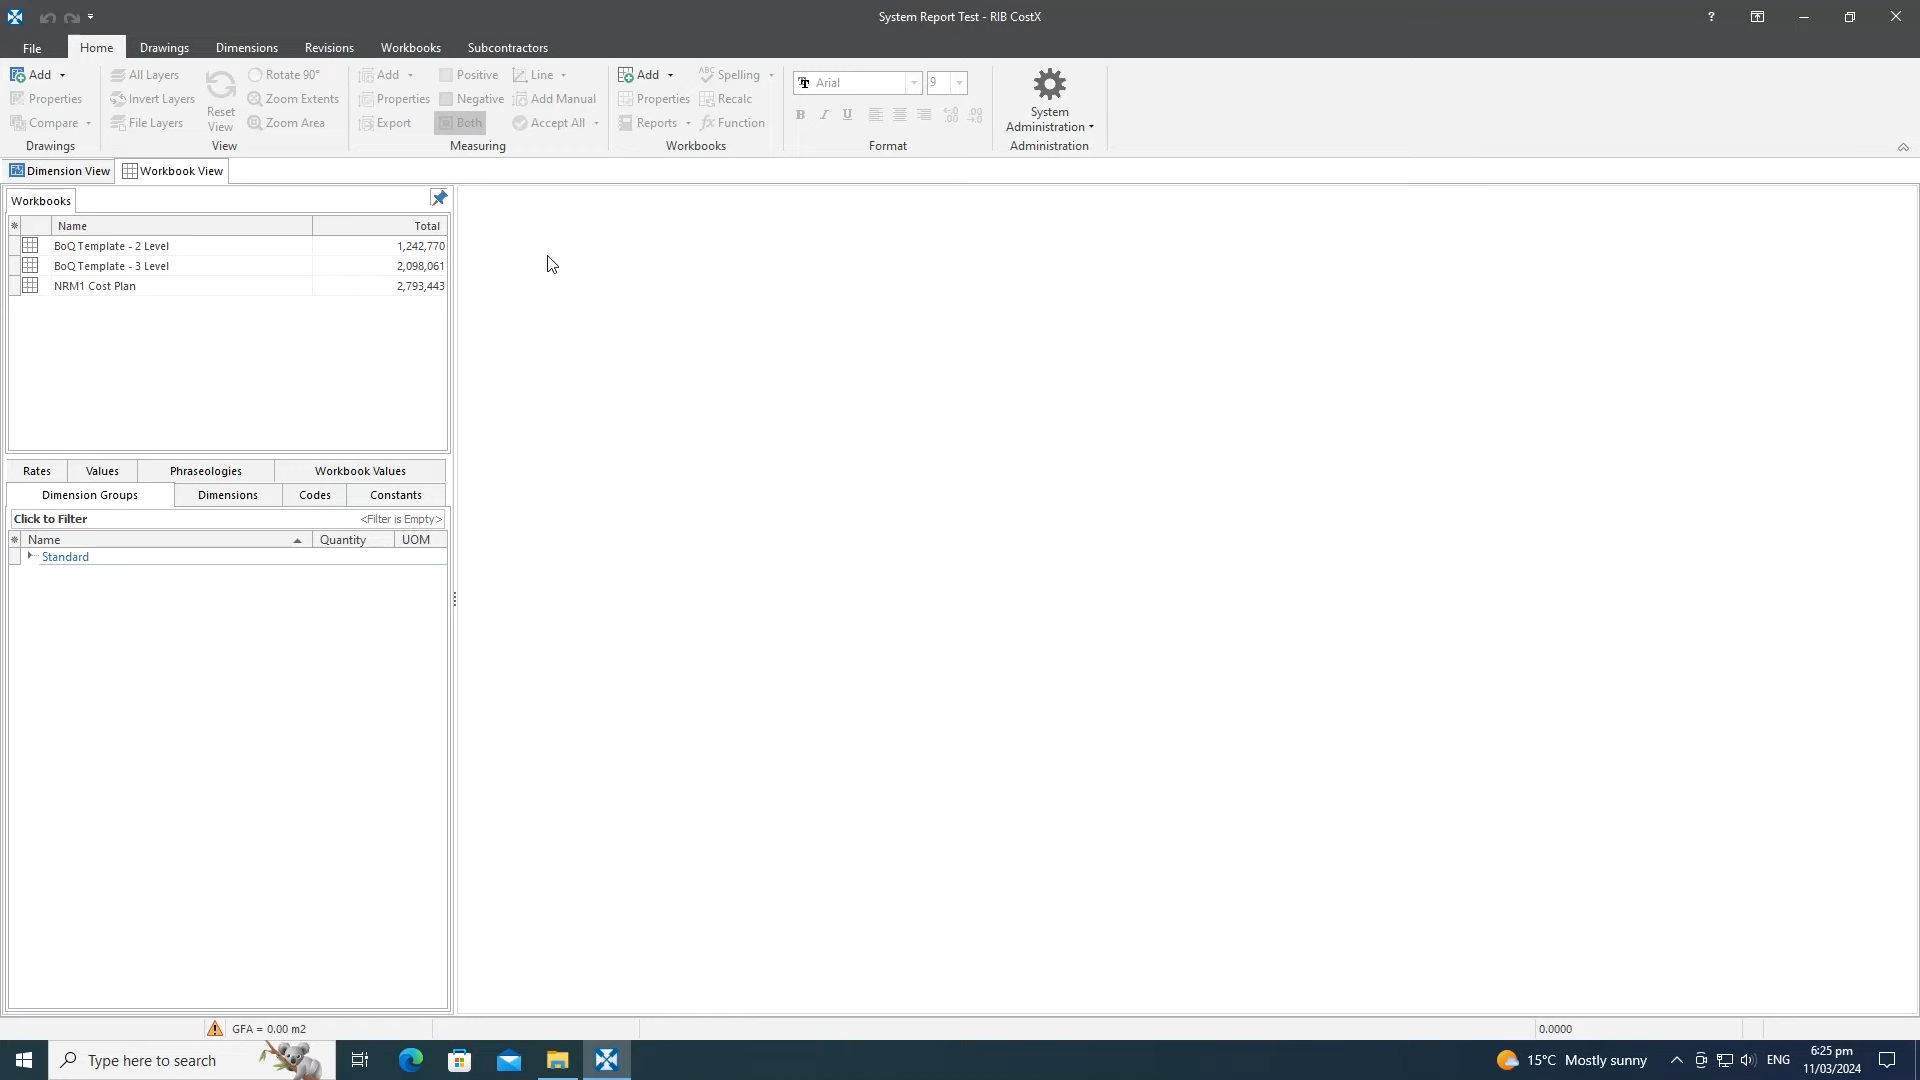 System Report Test - RIB CostX
?
File Home Drawings Dimensions Revisions Workbooks Subcontractors
Add All Layers Rotate 90° Add Positive Line Add ABC Spelling Arial 9
Properties Invert Layers Reset View Zoom Extents Properties Negative Add Manual Properties Recalc System Administration
Compare File Layers Zoom Area Export Both Accept All Reports fx Function B I U
Drawings View Measuring Workbooks Format Administration
Dimension View Workbook View
Workbooks
Name Total
BoQ Template - 2 Level 1,242,770
BoQ Template - 3 Level 2,098,061
NRM1 Cost Plan 2,793,443
Rates Values Phraseologies Workbook Values
Dimension Groups Dimensions Codes Constants
Click to Filter <Filter is Empty>
Name Quantity UOM
Standard
GFA = 0.00 m2 0.0000
Type here to search 15°C Mostly sunny ENG 6:25 pm
11/03/2024